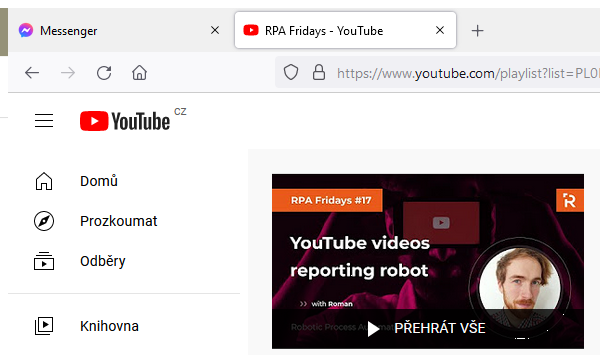 Messenger
RPA Fridays - YouTube
https://www.youtube.com/playlist?list=PL0
YouTube CZ
Domů
Prozkoumat
Odběry
Knihovna
RPA Fridays #17
YouTube videos
reporting robot
with Roman
Robotic Process Automa
PŘEHRÁT VŠE